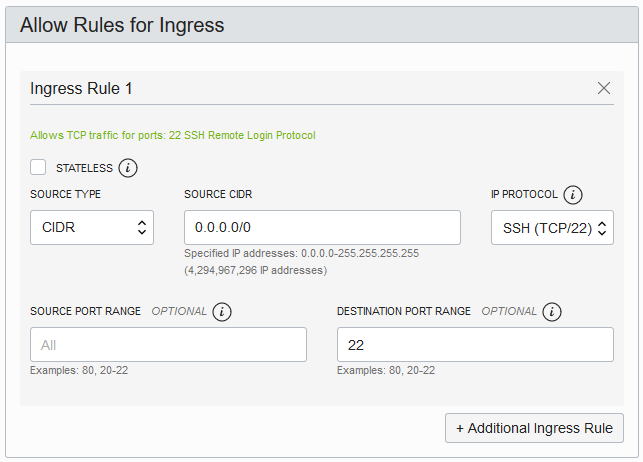 Allow Rules for Ingress
Ingress Rule 1
Allows TCP traffic for ports: 22 SSH Remote Login Protocol
STATELESS i
SOURCE TYPE SOURCE CIDR IP PROTOCOL i
CIDR 0.0.0.0/0 SSH (TCP/22)
Specified IP addresses: 0.0.0.0-255.255.255.255
(4,294,967,296 IP addresses)
SOURCE PORT RANGE OPTIONAL i DESTINATION PORT RANGE OPTIONAL i
All 22
Examples: 80, 20-22 Examples: 80, 20-22
+ Additional Ingress Rule